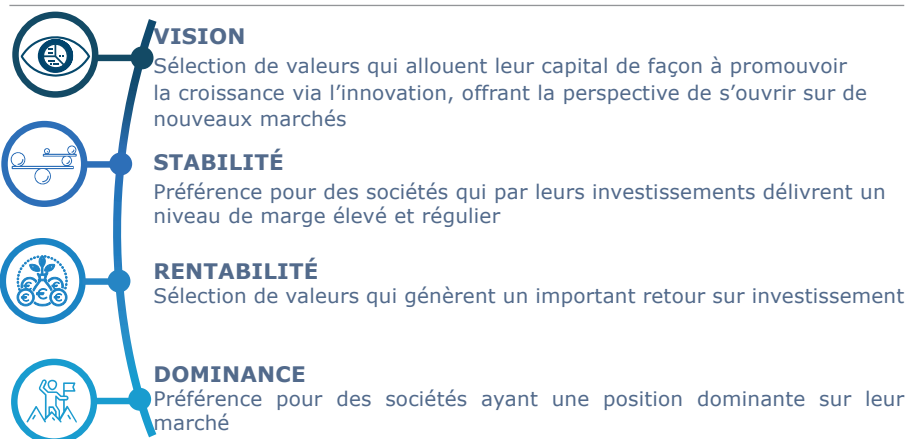 VISION
Sélection de valeurs qui allouent leur capital de façon à promouvoir
la croissance via l’innovation, offrant la perspective de s’ouvrir sur de
nouveaux marchés
STABILITÉ
Préférence pour des sociétés qui par leurs investissements délivrent un
niveau de marge élevé et régulier
RENTABILITÉ
Sélection de valeurs qui génèrent un important retour sur investissement
DOMINANCE
Préférence pour des sociétés ayant une position dominante sur leur
marché